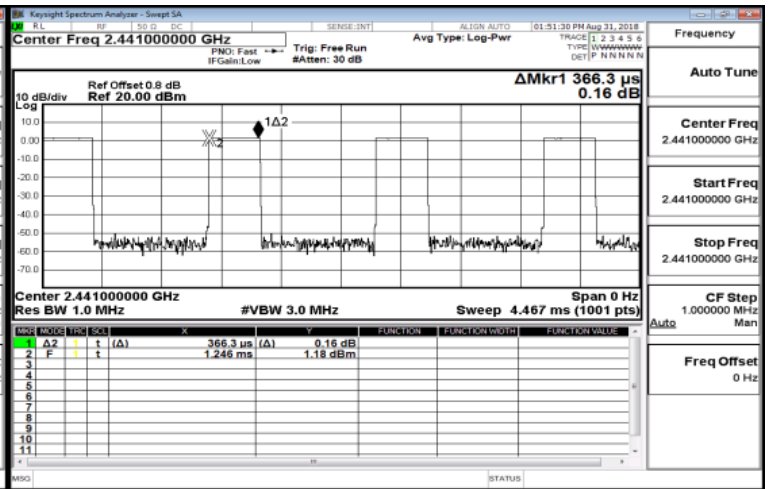 Keysight Spectrum Analyzer - Swept SA
RL RF 50 Ω DC SENSE:INT ALIGN AUTO 01:51:30 PM Aug 31, 2018
Center Freq 2.441000000 GHz
PNO: Fast
IFGain:Low
Trig: Free Run
#Atten: 30 dB
Avg Type: Log-Pwr
TRACE 1 2 3 4 5 6
TYPE WWWWWW
DET P N N N N N
ΔMkr1 366.3 µs
0.16 dB
Ref Offset 0.8 dB
10 dB/div Ref 20.00 dBm
Log
10.0
0.00
-10.0
-20.0
-30.0
-40.0
-50.0
-60.0
-70.0
1Δ2
2
Center 2.441000000 GHz Span 0 Hz
Res BW 1.0 MHz #VBW 3.0 MHz Sweep 4.467 ms (1001 pts)
MKR MODE TRC SCL X Y FUNCTION FUNCTION WIDTH FUNCTION VALUE
1 Δ2 1 t (Δ) 366.3 µs (Δ) 0.16 dB
2 F 1 t 1.246 ms 1.18 dBm
3
4
5
6
7
8
9
10
11
MSG STATUS
Frequency
Auto Tune
Center Freq
2.441000000 GHz
Start Freq
2.441000000 GHz
Stop Freq
2.441000000 GHz
CF Step
1.000000 MHz
Auto Man
Freq Offset
0 Hz